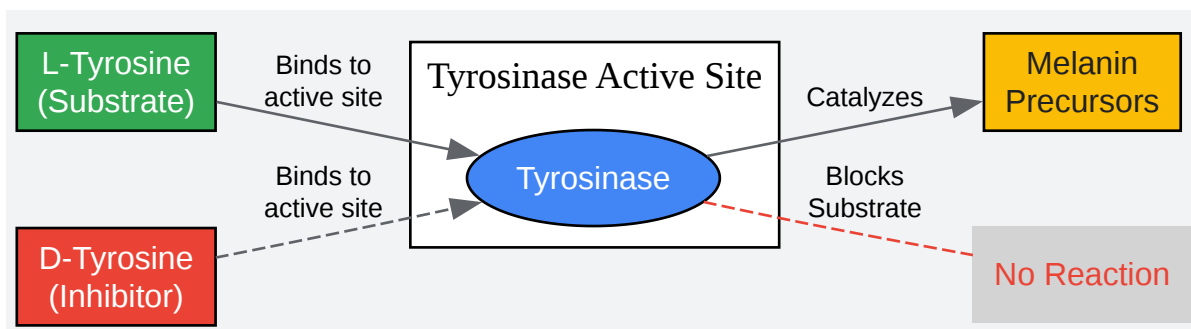 L-Tyrosine
(Substrate)
Binds to
active site
Tyrosinase Active Site
Tyrosinase
Catalyzes
Melanin
Precursors
D-Tyrosine
(Inhibitor)
Binds to
active site
Blocks
Substrate
No Reaction